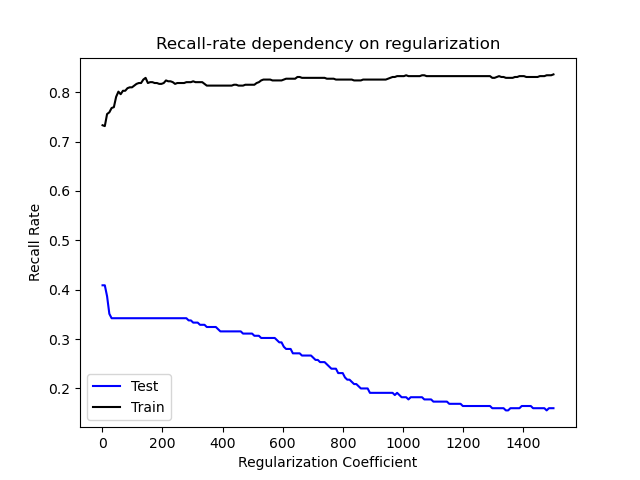 Recall-rate dependency on regularization
Recall Rate
0.8
0.7
0.6
0.5
0.4
0.3
0.2
Test
Train
0 200 400 600 800 1000 1200 1400
Regularization Coefficient